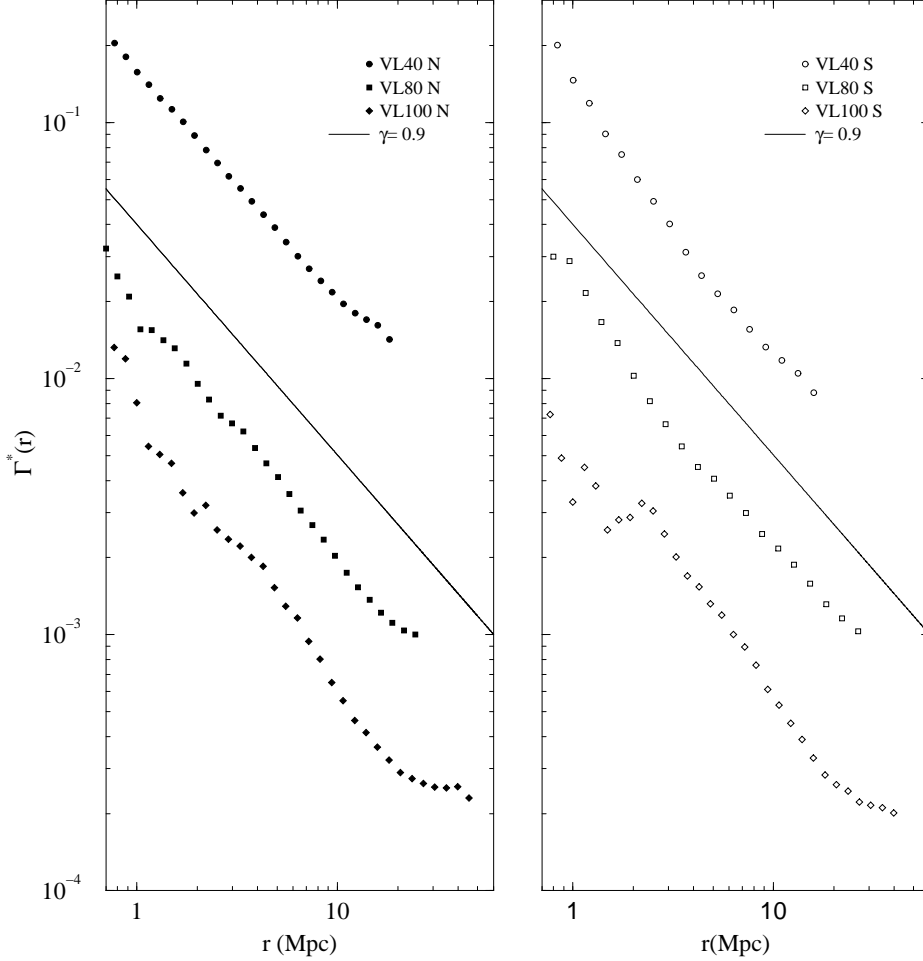 VL40 N
VL80 N
VL100 N
γ= 0.9
VL40 S
VL80 S
VL100 S
γ= 0.9
10⁻¹
10⁻²
10⁻³
10⁻⁴
Γ*(r)
1 10
r (Mpc)
1 10
r(Mpc)